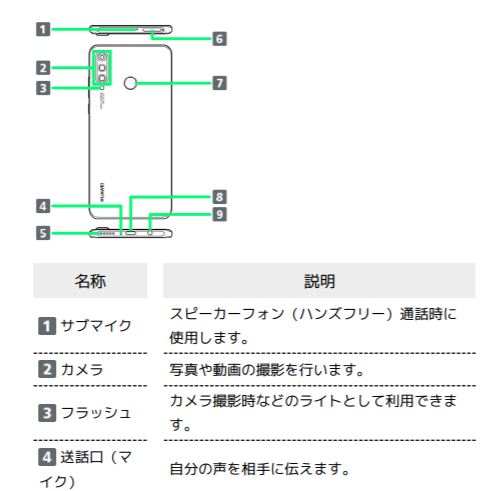 1
6
2
7
3
HUAWEI
8
4
9
5
名称 説明
1 サブマイク スピーカーフォン（ハンズフリー）通話時に
使用します。
2 カメラ 写真や動画の撮影を行います。
3 フラッシュ カメラ撮影時などのライトとして利用できま
す。
4 送話口（マ
イク） 自分の声を相手に伝えます。